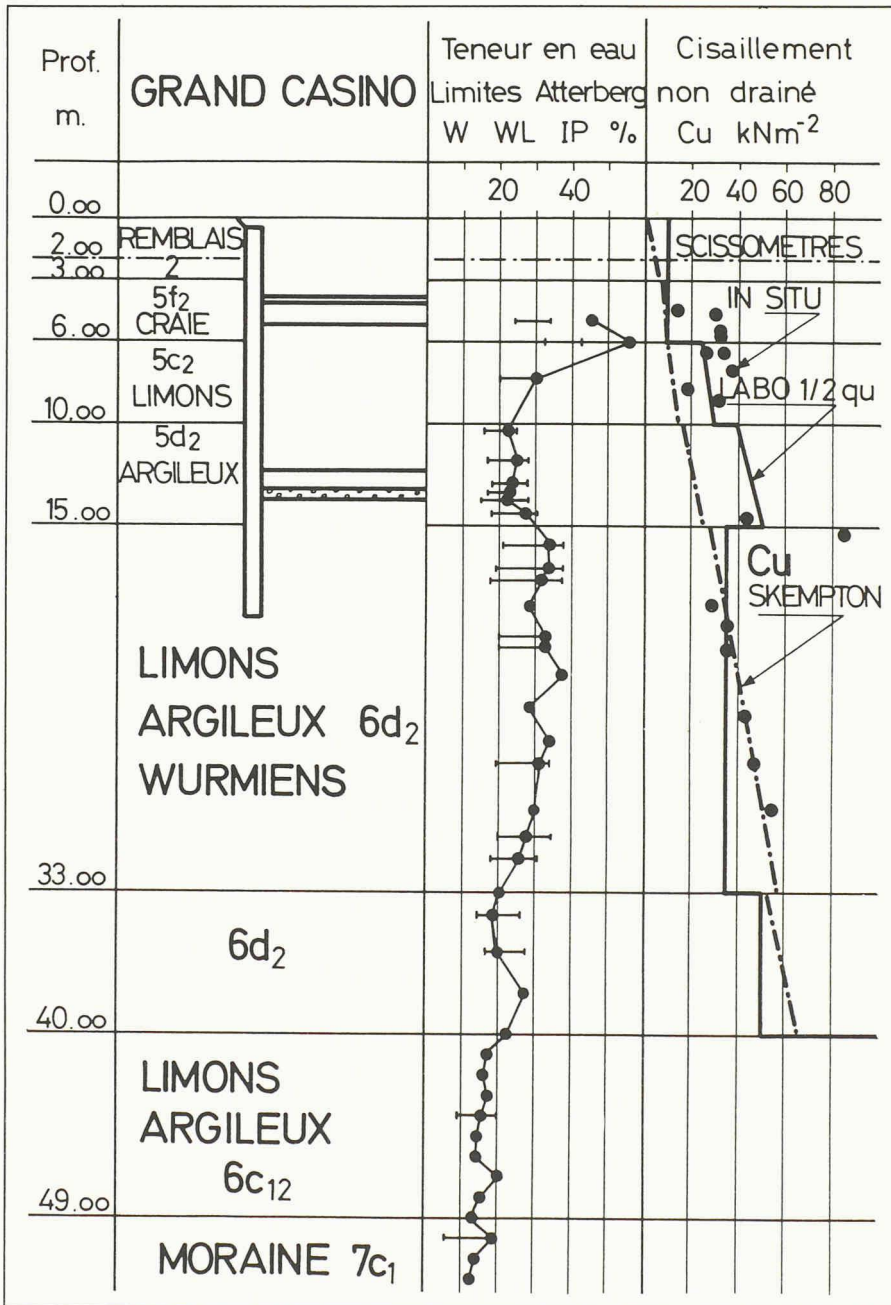 Prof.
m.
GRAND CASINO
Teneur en eau
Limites Atterberg
W WL IP %
Cisaillement
non drainé
Cu kNm⁻²
20 40
20 40 60 80
0.00
REMBLAIS
2
2.00
3.00
SCISSOMETRES
5f₂
CRAIE
IN SITU
6.00
5c₂
LIMONS
LABO 1/2 qu
10.00
5d₂
ARGILEUX
15.00
Cu
SKEMPTON
LIMONS
ARGILEUX 6d₂
WURMIENS
33.00
6d₂
40.00
LIMONS
ARGILEUX
6c₁₂
49.00
MORAINE 7c₁